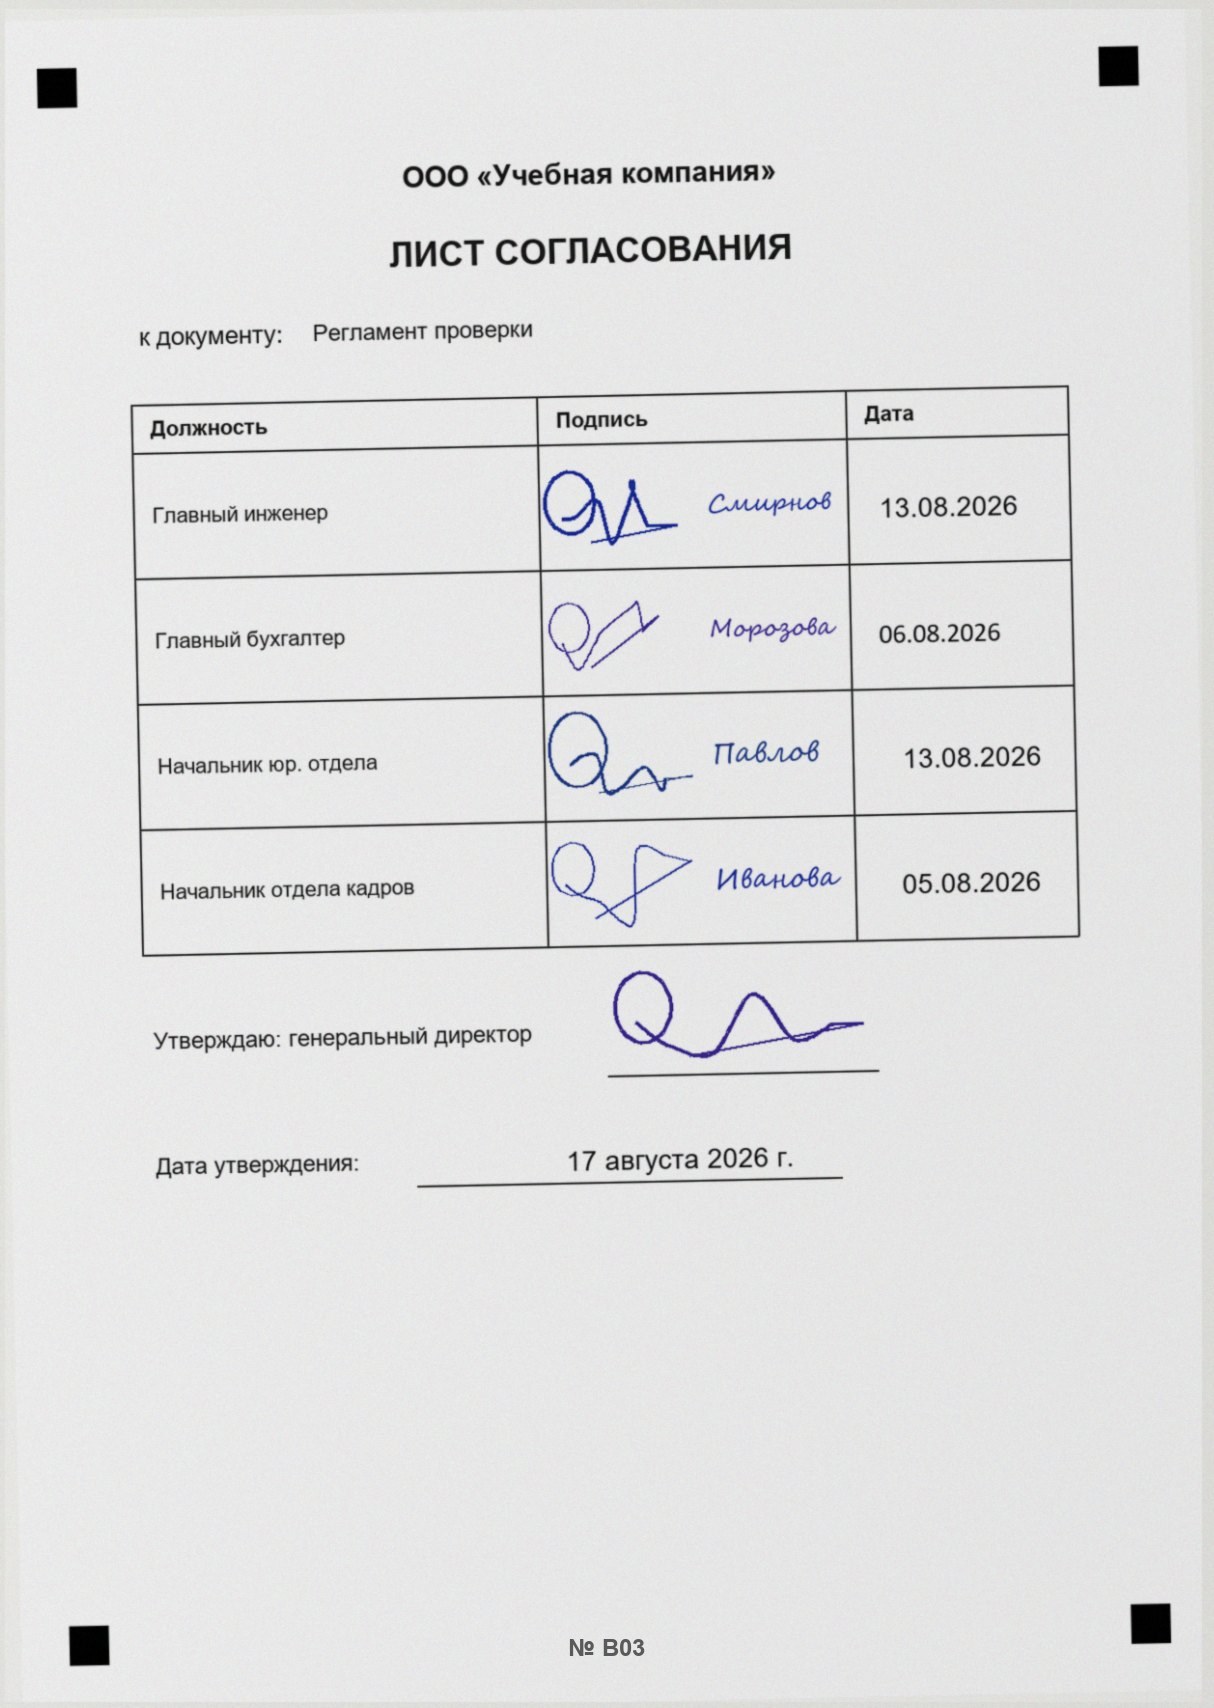 ООО «Учебная компания»
ЛИСТ СОГЛАСОВАНИЯ
к документу: Регламент проверки
Должность Подпись Дата
Главный инженер Смирнов 13.08.2026
Главный бухгалтер Морозова 06.08.2026
Начальник юр. отдела Павлов 13.08.2026
Начальник отдела кадров Иванова 05.08.2026
Утверждаю: генеральный директор
Дата утверждения: 17 августа 2026 г.
№ B03